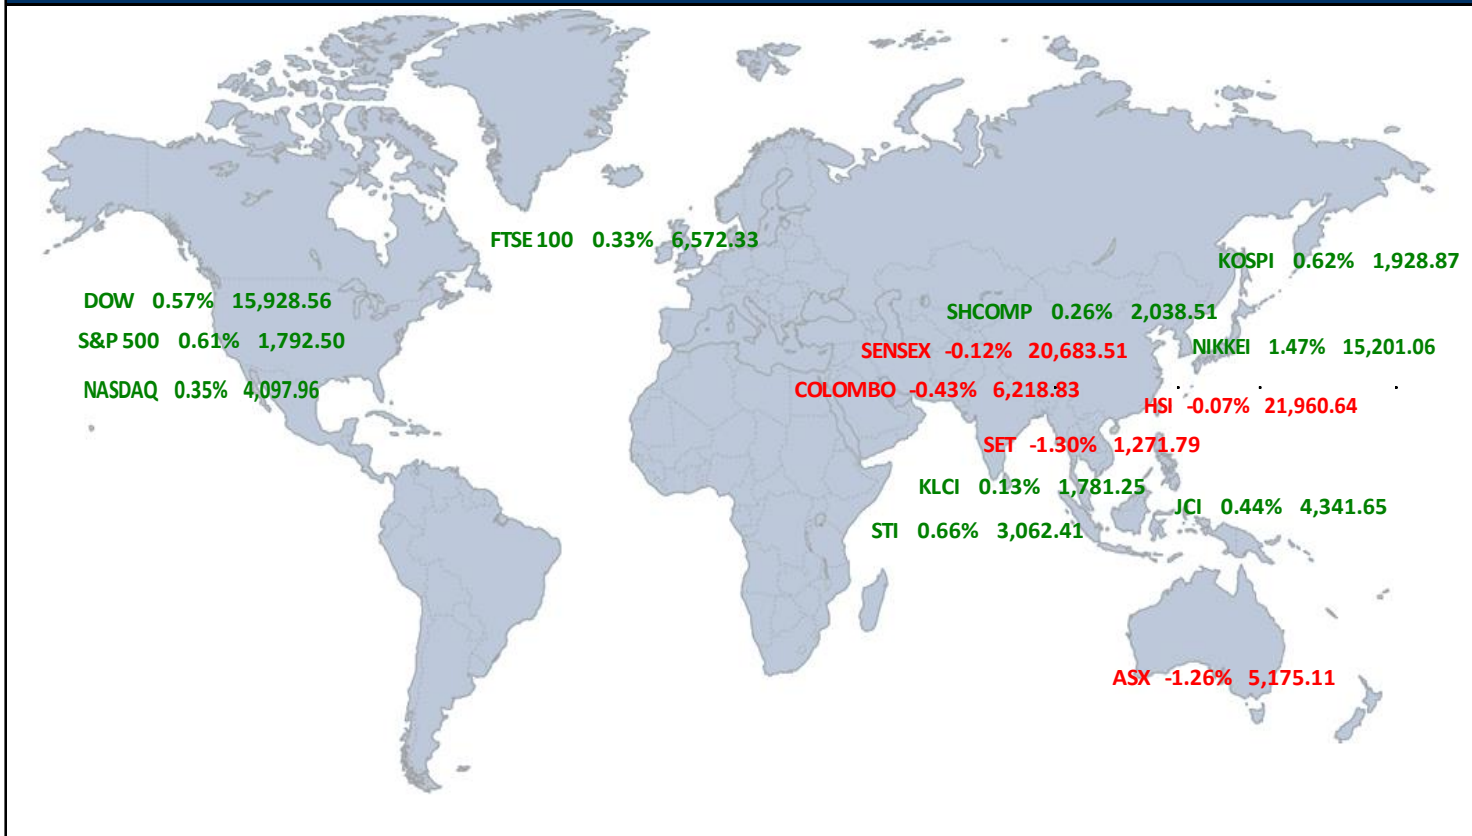 FTSE 100 0.33% 6,572.33
KOSPI 0.62% 1,928.87
DOW 0.57% 15,928.56
SHCOMP 0.26% 2,038.51
S&P 500 0.61% 1,792.50
SENSEX -0.12% 20,683.51
NIKKEI 1.47% 15,201.06
NASDAQ 0.35% 4,097.96
COLOMBO -0.43% 6,218.83
HSI -0.07% 21,960.64
SET -1.30% 1,271.79
KLCI 0.13% 1,781.25
JCI 0.44% 4,341.65
STI 0.66% 3,062.41
ASX -1.26% 5,175.11